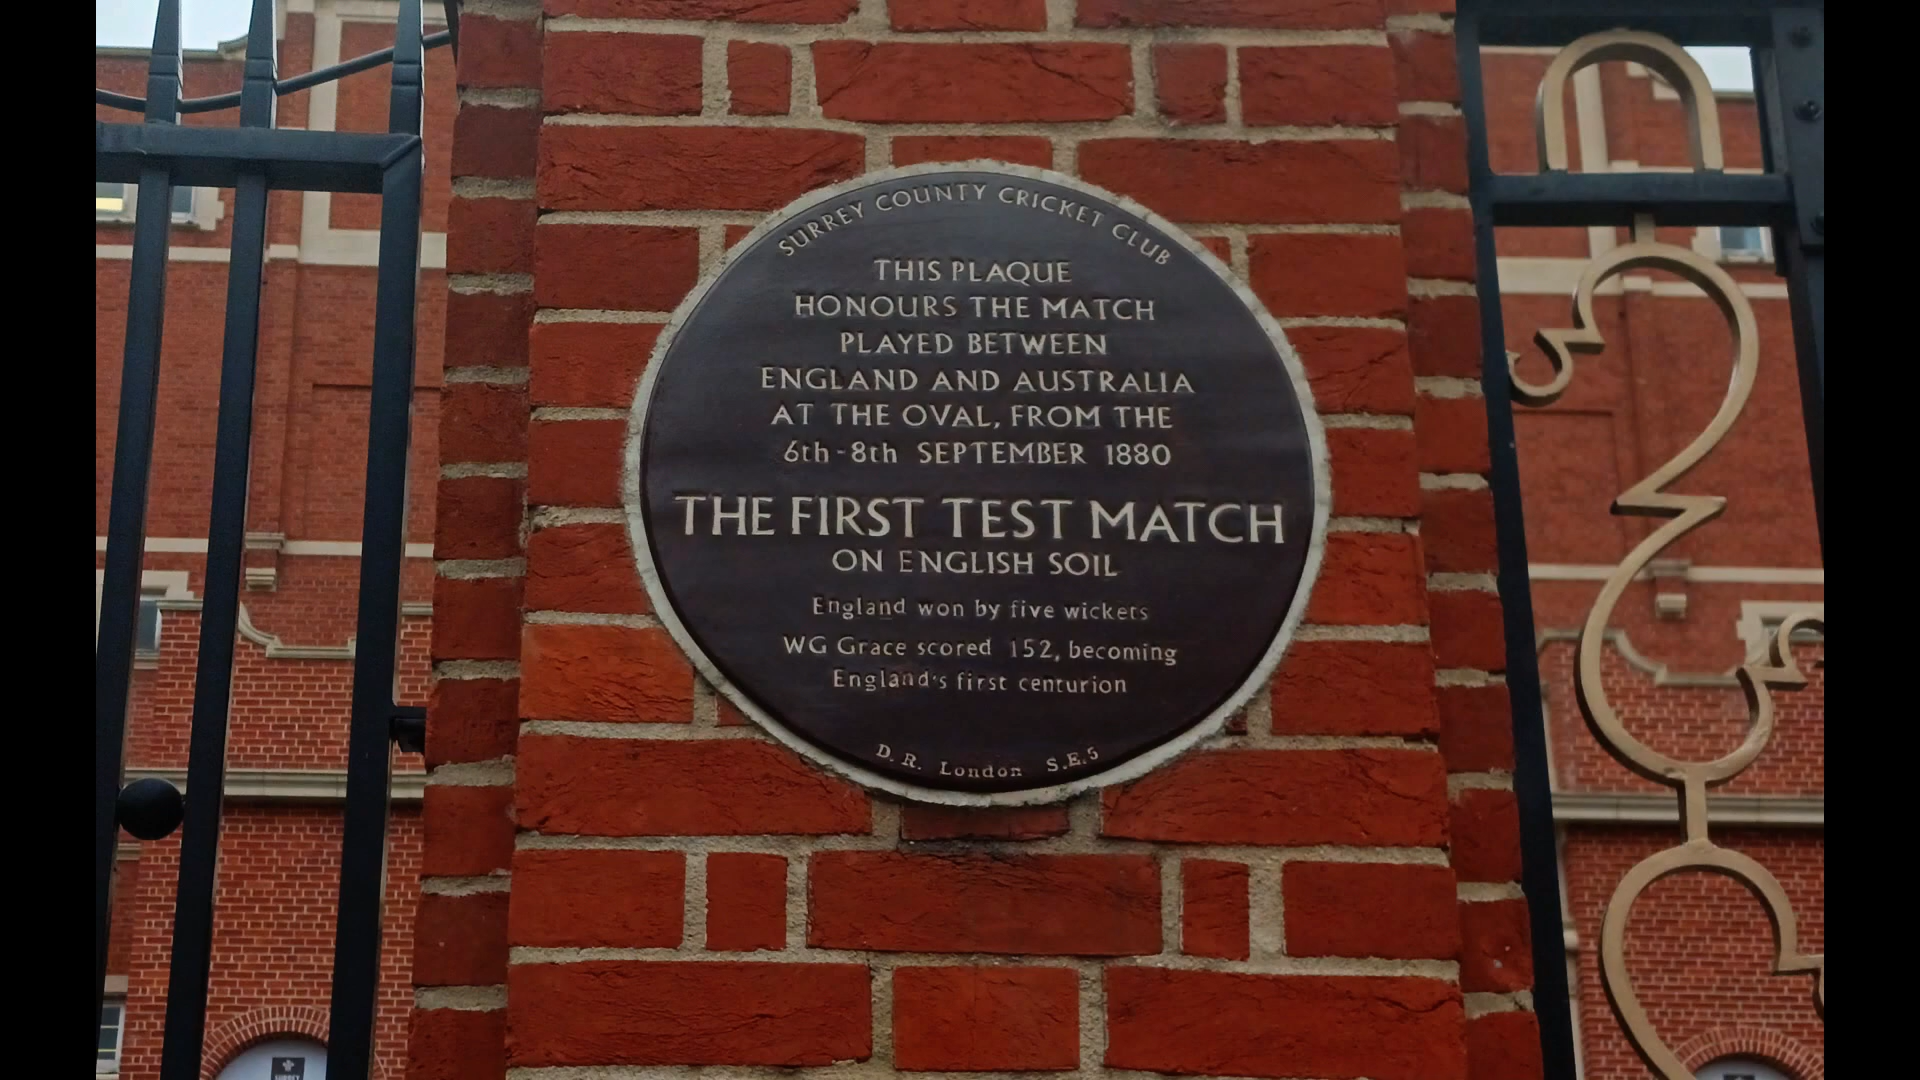 SURREY COUNTY CRICKET CLUB
THIS PLAQUE
HONOURS THE MATCH
PLAYED BETWEEN
ENGLAND AND AUSTRALIA
AT THE OVAL, FROM THE
6th-8th SEPTEMBER 1880
THE FIRST TEST MATCH
ON ENGLISH SOIL
England won by five wickets
WG Grace scored 152, becoming
England's first centurion
D. R. London S.E.5
SURREY